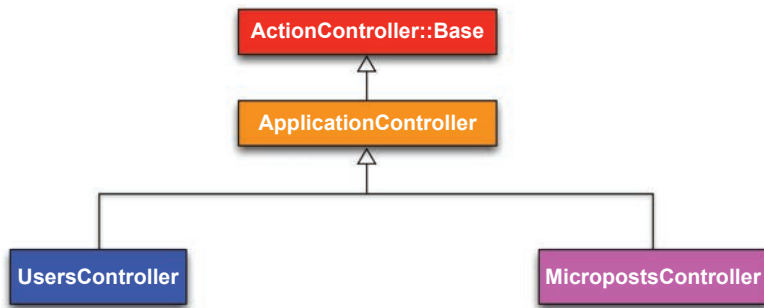 ActionController::Base
ApplicationController
UsersController
MicropostsController